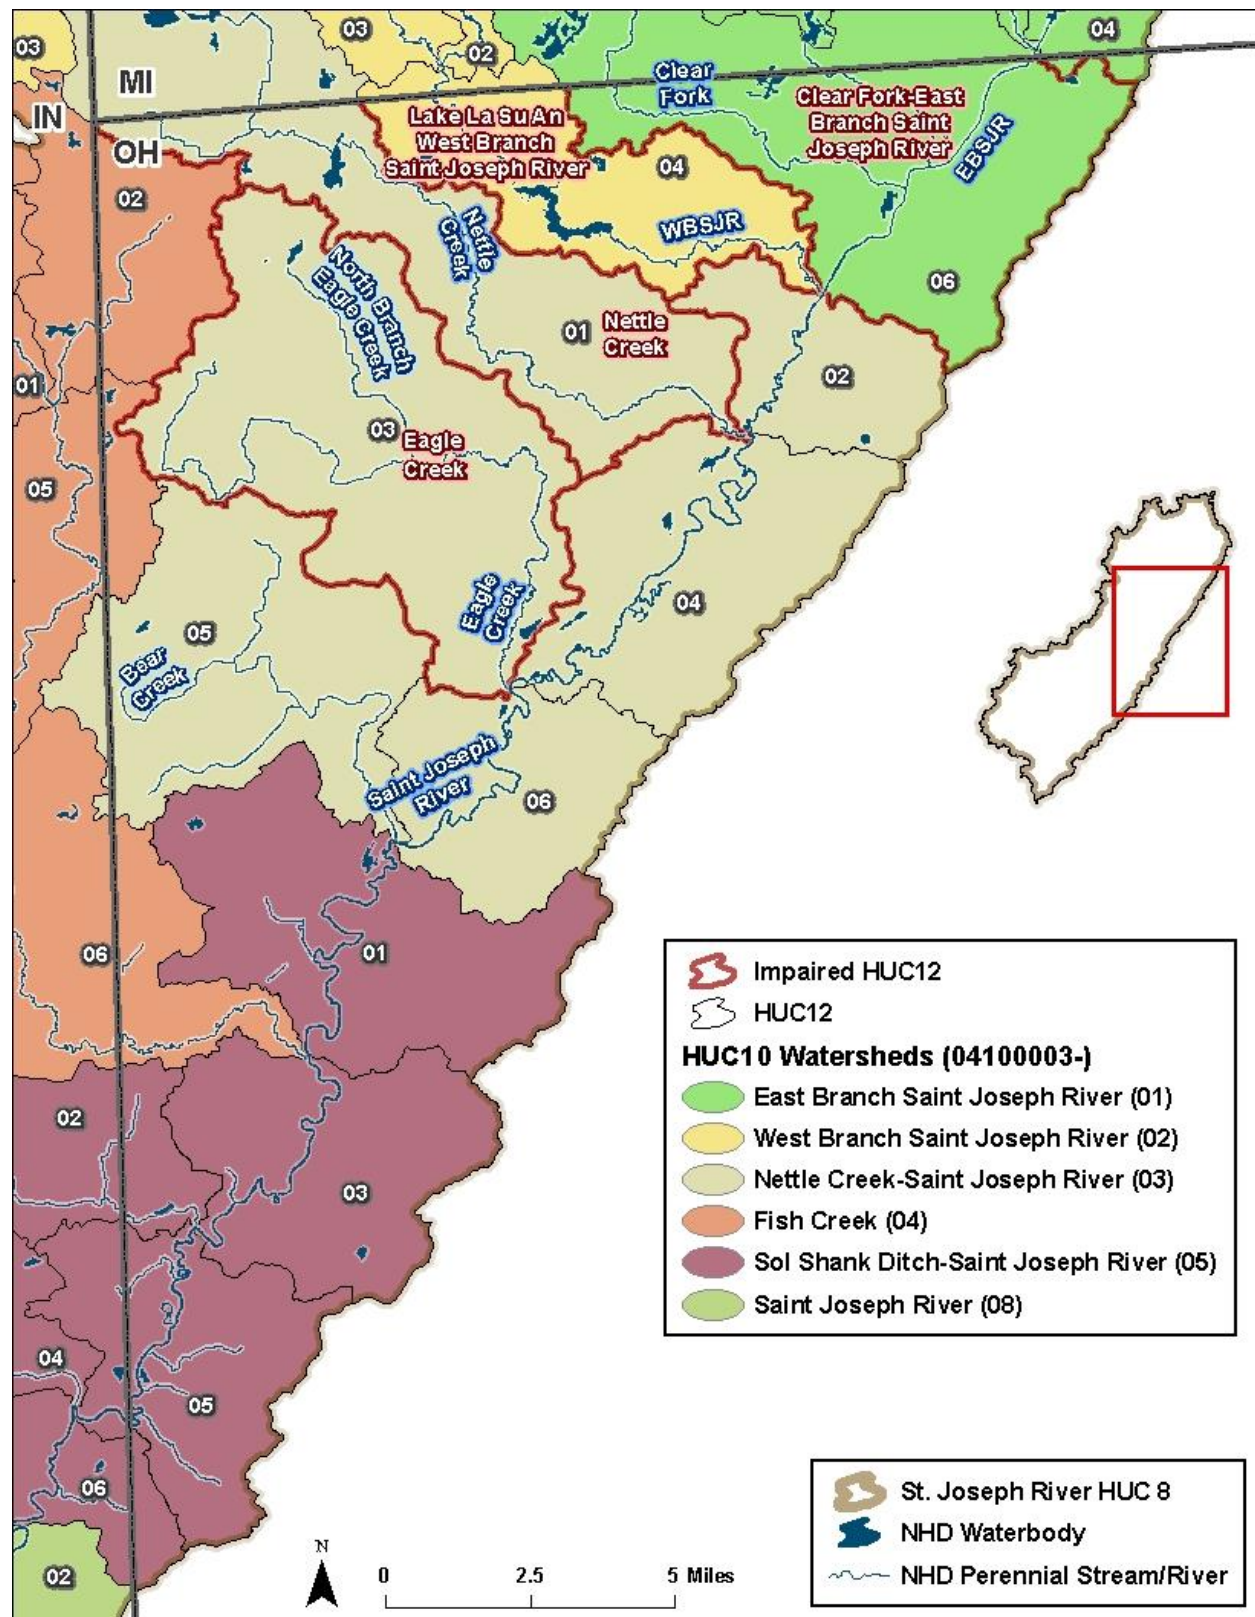 03
03
02
04
MI
IN
OH
Clear
Fork
Clear Fork-East
Branch Saint
Joseph River
EBSJR
Lake La Su An
West Branch
Saint Joseph River
04
02
Nettle
Creek
WBSJR
North Branch
Eagle Creek
06
01
Nettle
Creek
02
01
03
Eagle
Creek
05
Eagle
Creek
04
05
Bear
Creek
Saint Joseph
River
06
06
01
02
03
04
05
06
02
Impaired HUC12
HUC12
HUC10 Watersheds (04100003-)
East Branch Saint Joseph River (01)
West Branch Saint Joseph River (02)
Nettle Creek-Saint Joseph River (03)
Fish Creek (04)
Sol Shank Ditch-Saint Joseph River (05)
Saint Joseph River (08)
St. Joseph River HUC 8
NHD Waterbody
NHD Perennial Stream/River
N
0 2.5 5 Miles